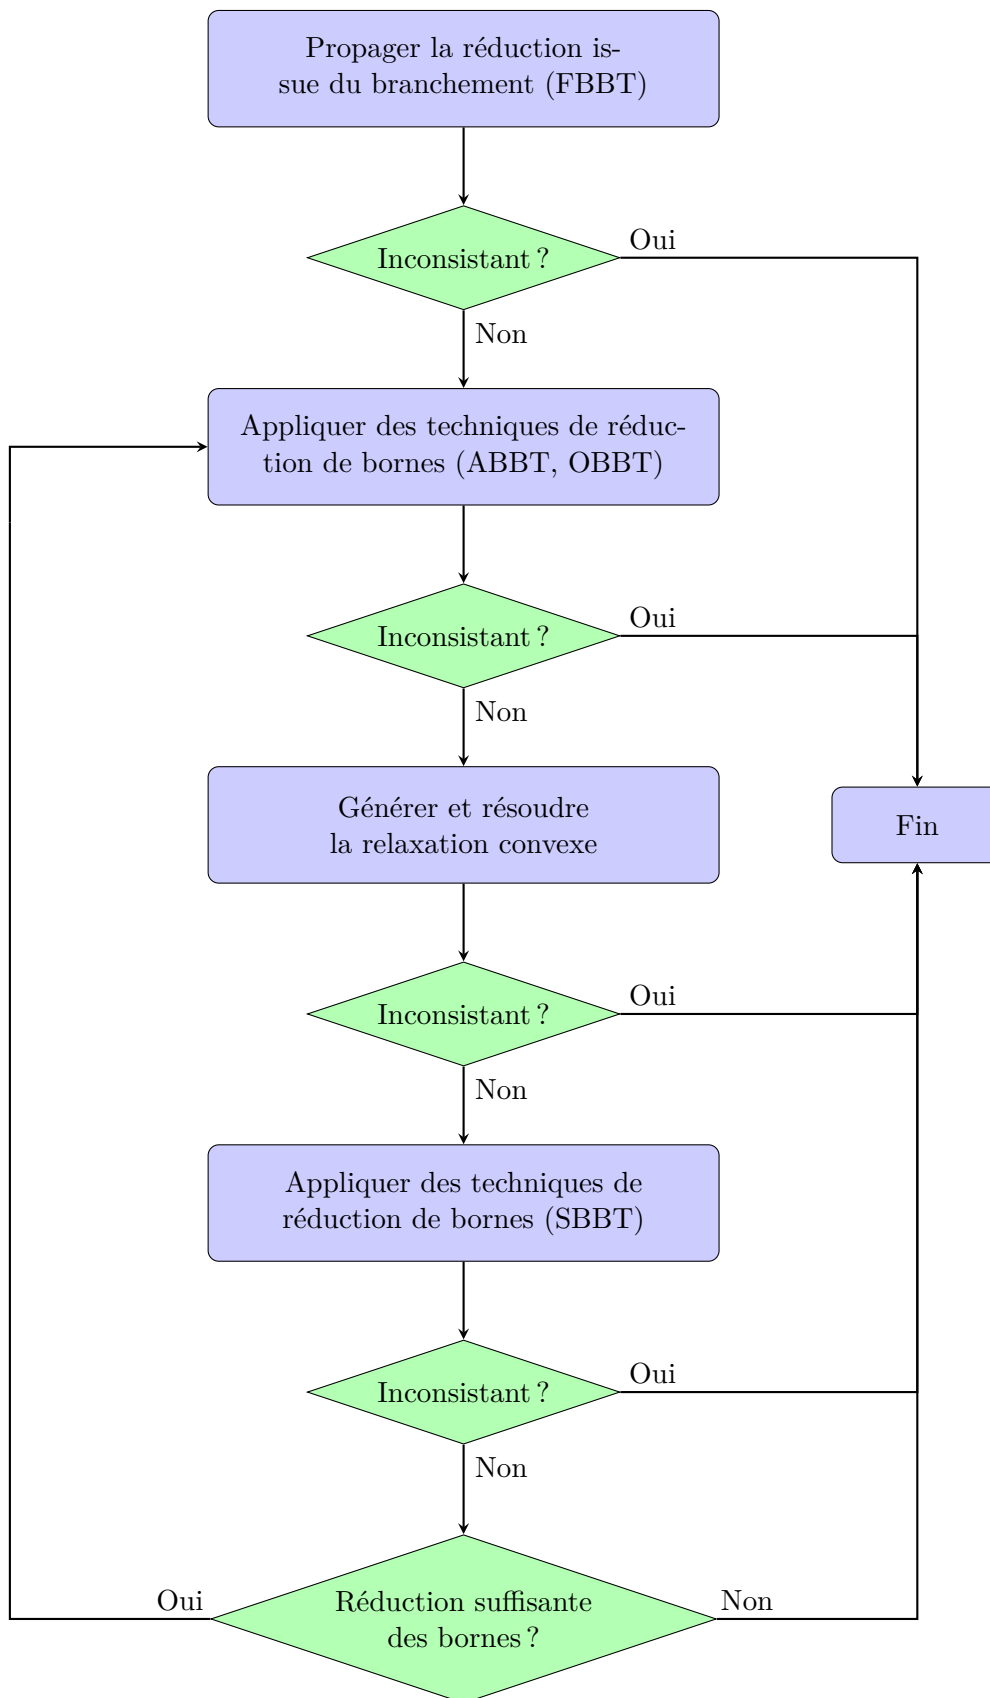 Propager la réduction is-
sue du branchement (FBBT)
Inconsistant ?
Oui
Non
Appliquer des techniques de réduc-
tion de bornes (ABBT, OBBT)
Inconsistant ?
Oui
Non
Générer et résoudre
la relaxation convexe
Fin
Inconsistant ?
Oui
Non
Appliquer des techniques de
réduction de bornes (SBBT)
Inconsistant ?
Oui
Non
Oui
Réduction suffisante
des bornes ?
Non